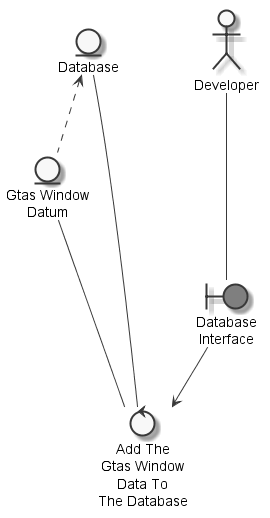 Database
Developer
Gtas Window
Datum
Database
Interface
Add The
Gtas Window
Data To
The Database